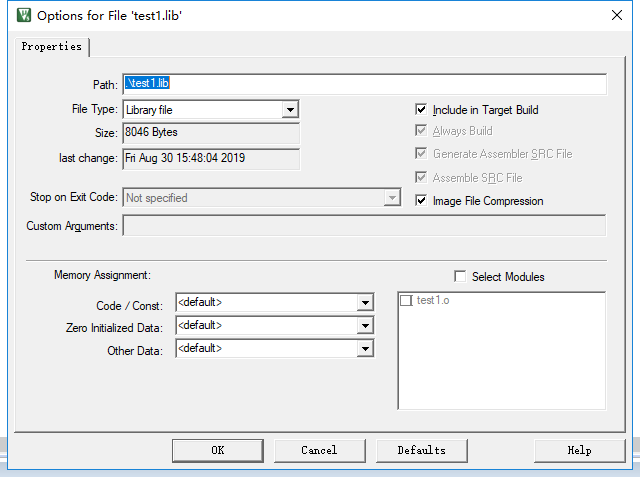 Options for File 'test1.lib'
Properties
Path: .\test1.lib
File Type: Library file
Include in Target Build
Size: 8046 Bytes
Always Build
last change: Fri Aug 30 15:48:04 2019
Generate Assembler SRC File
Assemble SRC File
Stop on Exit Code: Not specified
Image File Compression
Custom Arguments:
Memory Assignment:
Select Modules
Code / Const: <default>
test1.o
Zero Initialized Data: <default>
Other Data: <default>
OK Cancel Defaults Help